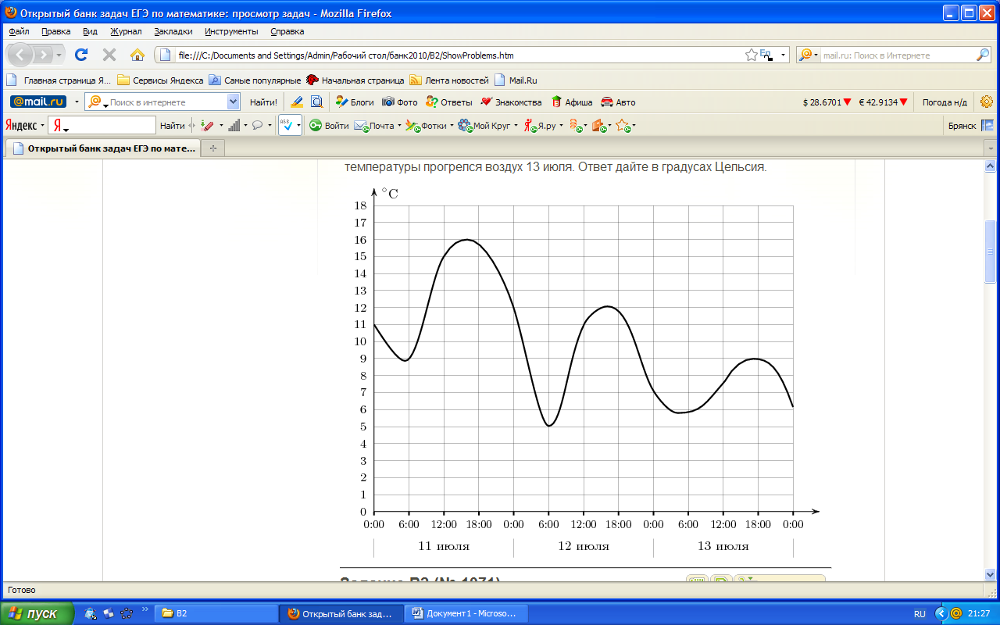 Открытый банк задач ЕГЭ по математике: просмотр задач - Mozilla Firefox
Файл Правка Вид Журнал Закладки Инструменты Справка
file:///C:/Documents and Settings/Admin/Рабочий стол/банк2010/B2/ShowProblems.htm
mail.ru: Поиск в Интернете
Главная страница Я... Сервисы Яндекса Самые популярные Начальная страница Лента новостей Mail.Ru
@mail.ru Поиск в интернете Найти! Блоги Фото Ответы Знакомства Афиша Авто $ 28.6701 € 42.9134 Погода н/д
Яндекс Я Найти Войти Почта Фотки Мой Круг Я.ру Брянск
Открытый банк задач ЕГЭ по мате...
температуры прогрелся воздух 13 июля. Ответ дайте в градусах Цельсия.
°C
18
17
16
15
14
13
12
11
10
9
8
7
6
5
4
3
2
1
0
0:00 6:00 12:00 18:00 0:00 6:00 12:00 18:00 0:00 6:00 12:00 18:00 0:00
11 июля 12 июля 13 июля
Задание B2 (№ 1071)
Готово
пуск B2 Открытый банк зад... Документ1 - Microso... RU 21:27